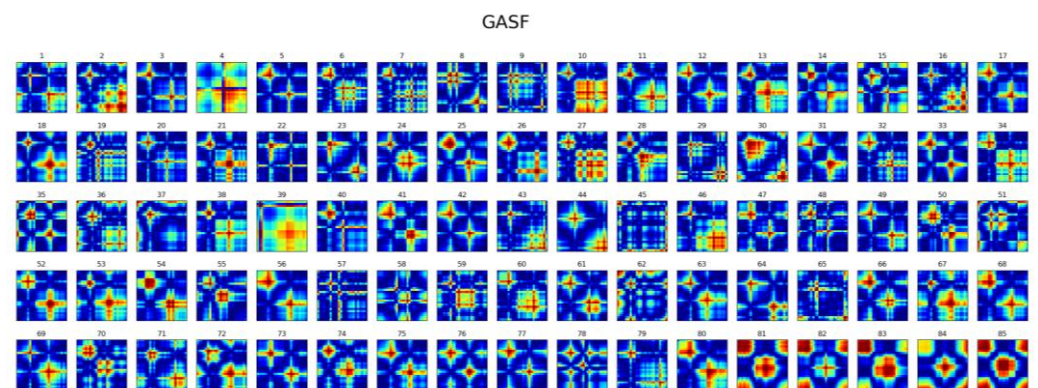 GASF
1 2 3 4 5 6 7 8 9 10 11 12 13 14 15 16 17
18 19 20 21 22 23 24 25 26 27 28 29 30 31 32 33 34
35 36 37 38 39 40 41 42 43 44 45 46 47 48 49 50 51
52 53 54 55 56 57 58 59 60 61 62 63 64 65 66 67 68
69 70 71 72 73 74 75 76 77 78 79 80 81 82 83 84 85